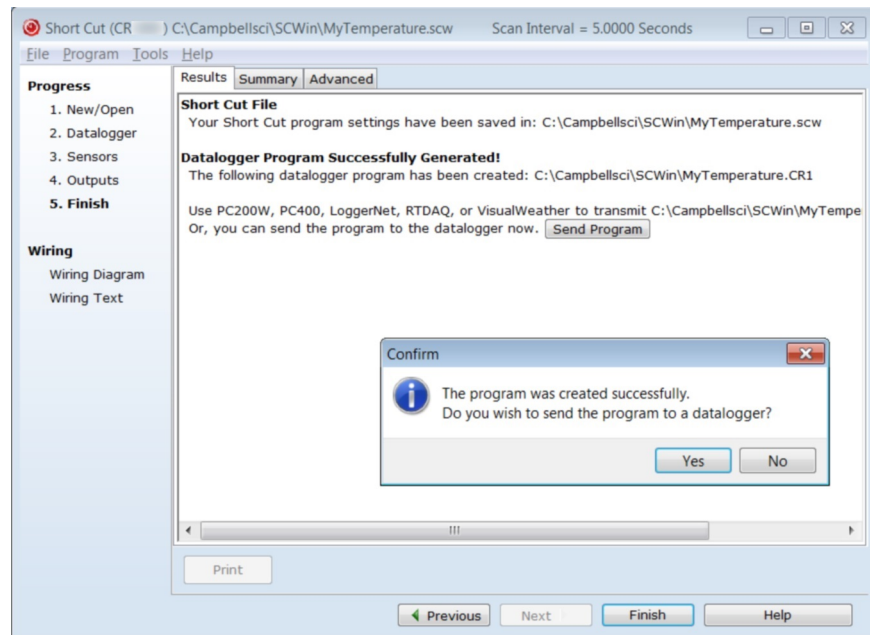 Short Cut (CR ) C:\Campbellsci\SCWin\MyTemperature.scw Scan Interval = 5.0000 Seconds
File Program Tools Help
Progress
1. New/Open
2. Datalogger
3. Sensors
4. Outputs
5. Finish
Wiring
Wiring Diagram
Wiring Text
Results Summary Advanced
Short Cut File
Your Short Cut program settings have been saved in: C:\Campbellsci\SCWin\MyTemperature.scw
Datalogger Program Successfully Generated!
The following datalogger program has been created: C:\Campbellsci\SCWin\MyTemperature.CR1
Use PC200W, PC400, LoggerNet, RTDAQ, or VisualWeather to transmit C:\Campbellsci\SCWin\MyTempe
Or, you can send the program to the datalogger now. Send Program
Confirm
The program was created successfully.
Do you wish to send the program to a datalogger?
Yes No
Print
Previous Next Finish Help